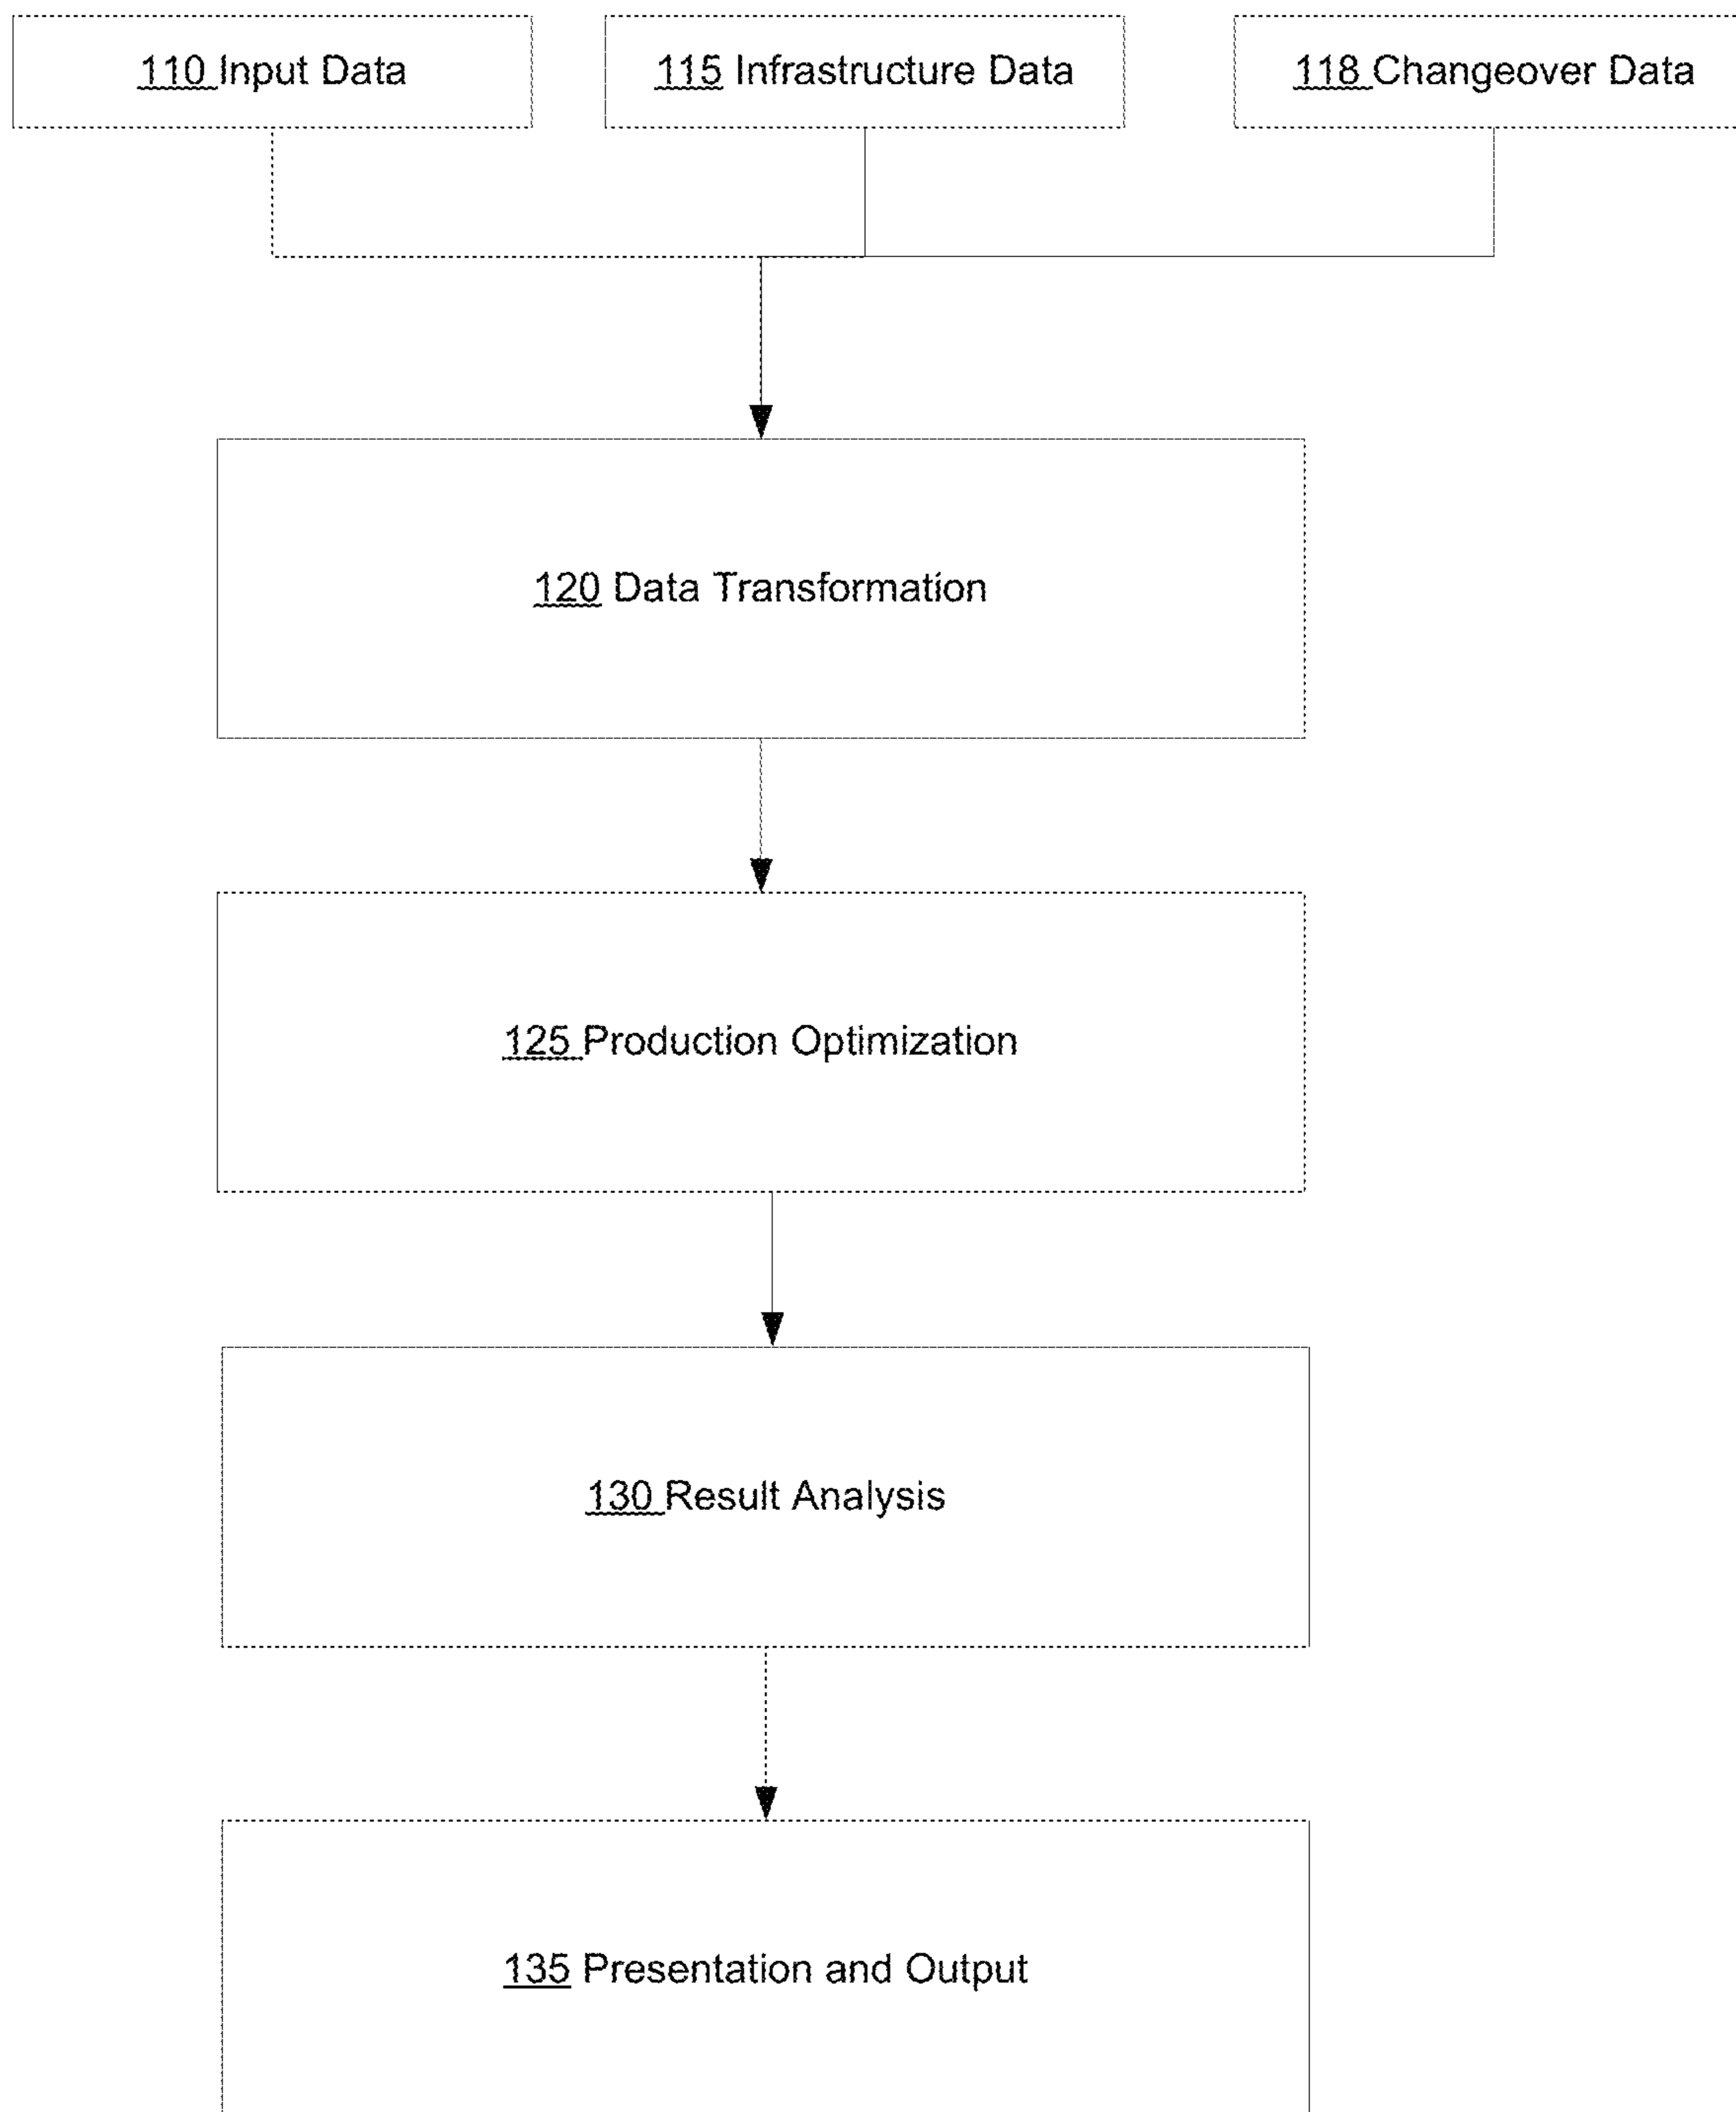 110 Input Data
115 Infrastructure Data
118 Changeover Data
120 Data Transformation
125 Production Optimization
130 Result Analysis
135 Presentation and Output